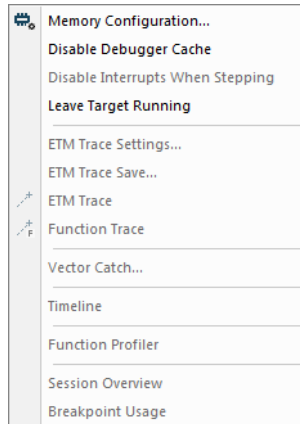 Memory Configuration...
Disable Debugger Cache
Disable Interrupts When Stepping
Leave Target Running
ETM Trace Settings...
ETM Trace Save...
ETM Trace
F Function Trace
Vector Catch...
Timeline
Function Profiler
Session Overview
Breakpoint Usage